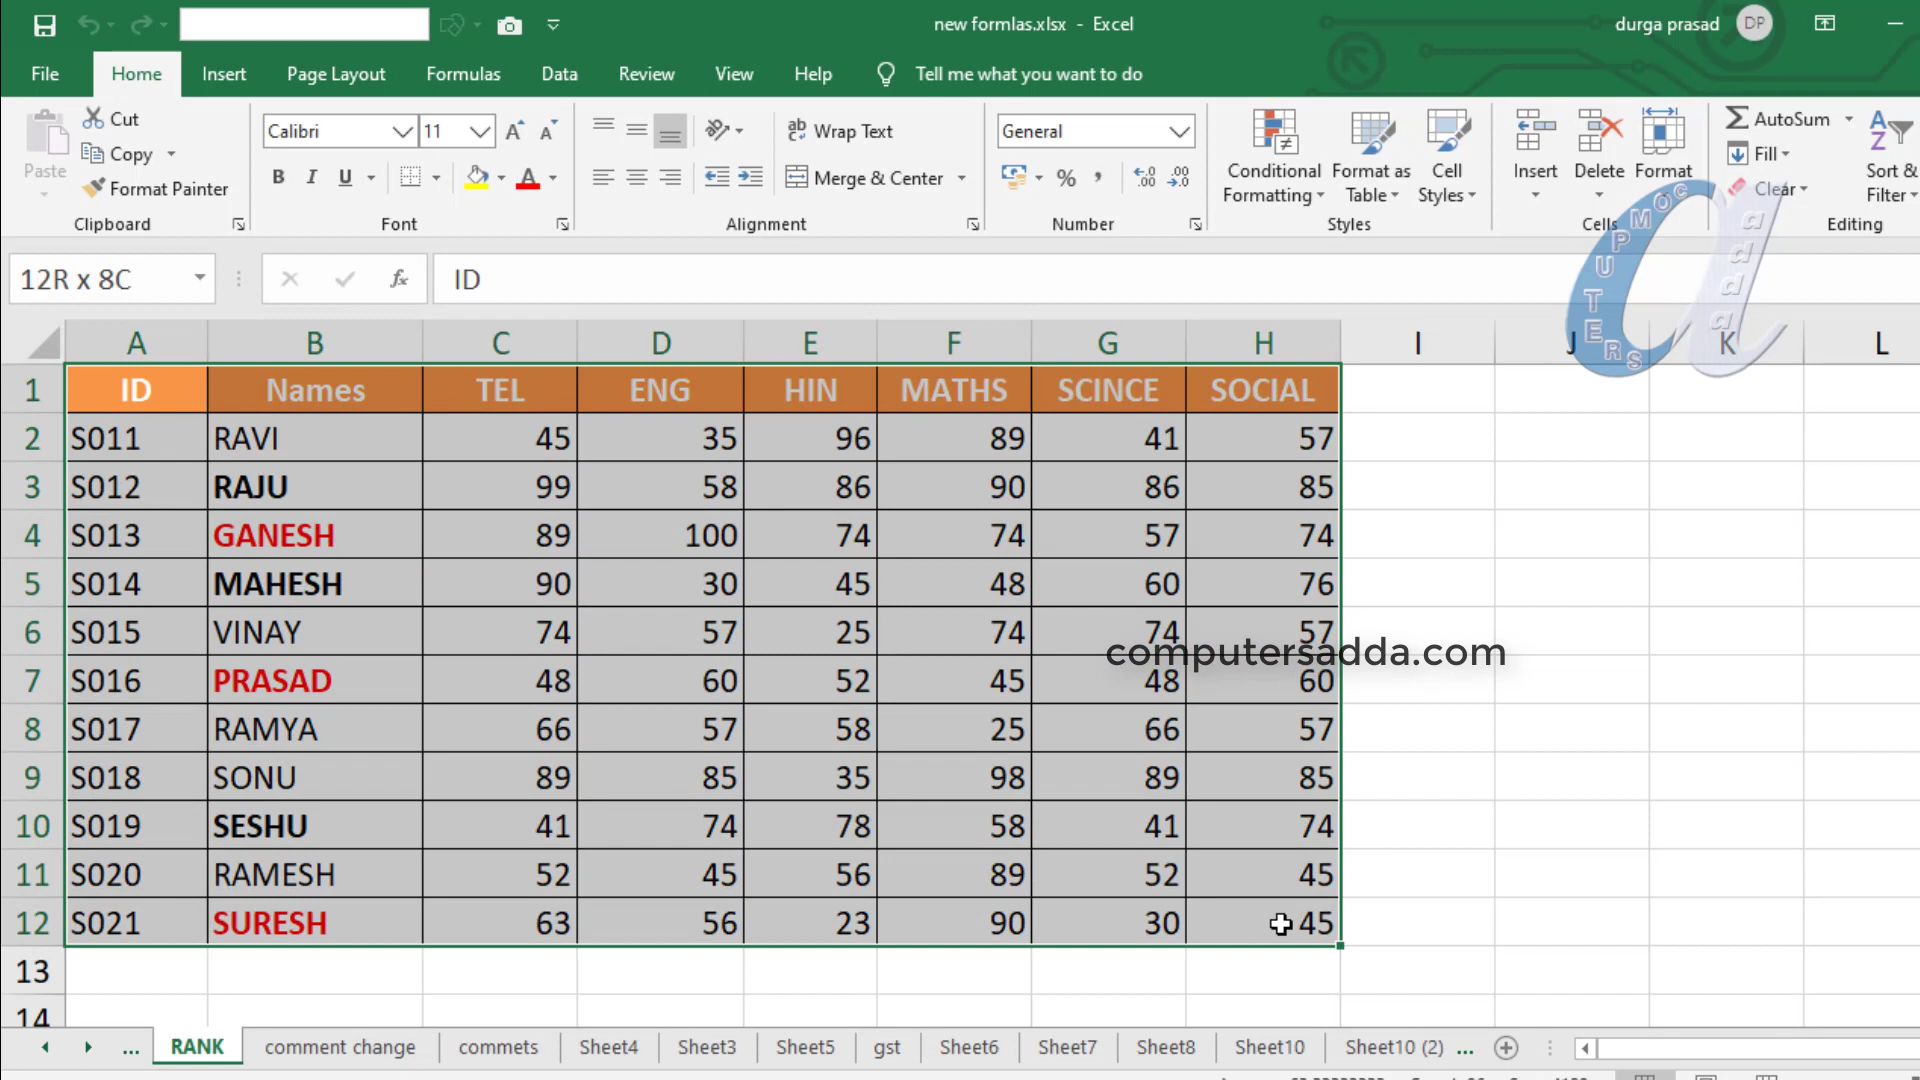 new formlas.xlsx - Excel
durga prasad DP
File Home Insert Page Layout Formulas Data Review View Help Tell me what you want to do
Paste
Cut
Copy
Format Painter
Clipboard
Calibri 11
B I U
Font
Wrap Text
Merge & Center
Alignment
General
Number
Conditional Formatting
Format as Table
Cell Styles
Styles
Insert
Delete
Format
Cells
AutoSum
Fill
Clear
Sort & Filter
Editing
COMPUTERS
adda
12R x 8C fx ID
A B C D E F G H I J K L
1 ID Names TEL ENG HIN MATHS SCINCE SOCIAL
2 S011 RAVI 45 35 96 89 41 57
3 S012 RAJU 99 58 86 90 86 85
4 S013 GANESH 89 100 74 74 57 74
5 S014 MAHESH 90 30 45 48 60 76
6 S015 VINAY 74 57 25 74 74 57
computersadda.com
7 S016 PRASAD 48 60 52 45 48 60
8 S017 RAMYA 66 57 58 25 66 57
9 S018 SONU 89 85 35 98 89 85
10 S019 SESHU 41 74 78 58 41 74
11 S020 RAMESH 52 45 56 89 52 45
12 S021 SURESH 63 56 23 90 30 45
13
14
... RANK comment change commets Sheet4 Sheet3 Sheet5 gst Sheet6 Sheet7 Sheet8 Sheet10 Sheet10 (2) ...